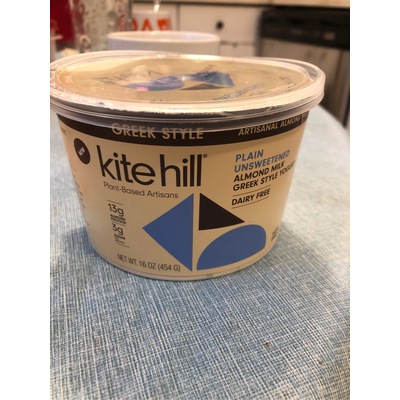 GREEK STYLE
ARTISANAL ALMOND
kite hill®
Plant-Based Artisans
PLAIN
UNSWEETENED
ALMOND MILK
GREEK STYLE YOGURT
DAIRY FREE
13g
3g
NET WT. 16 OZ (454 G)